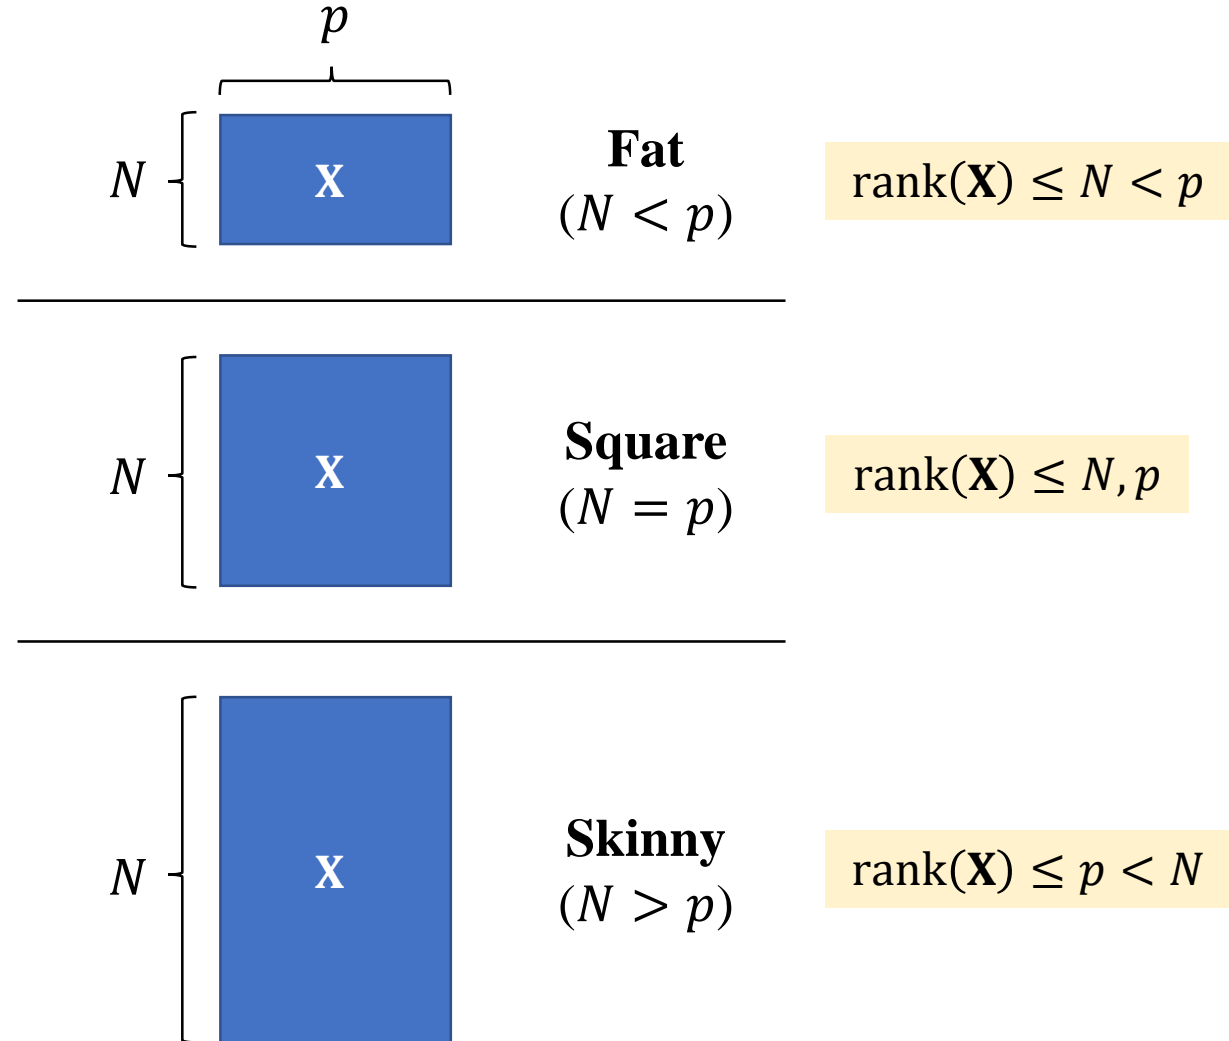 p
N
X
Fat
(N < p)
rank(X) ≤ N < p
N
X
Square
(N = p)
rank(X) ≤ N, p
N
X
Skinny
(N > p)
rank(X) ≤ p < N